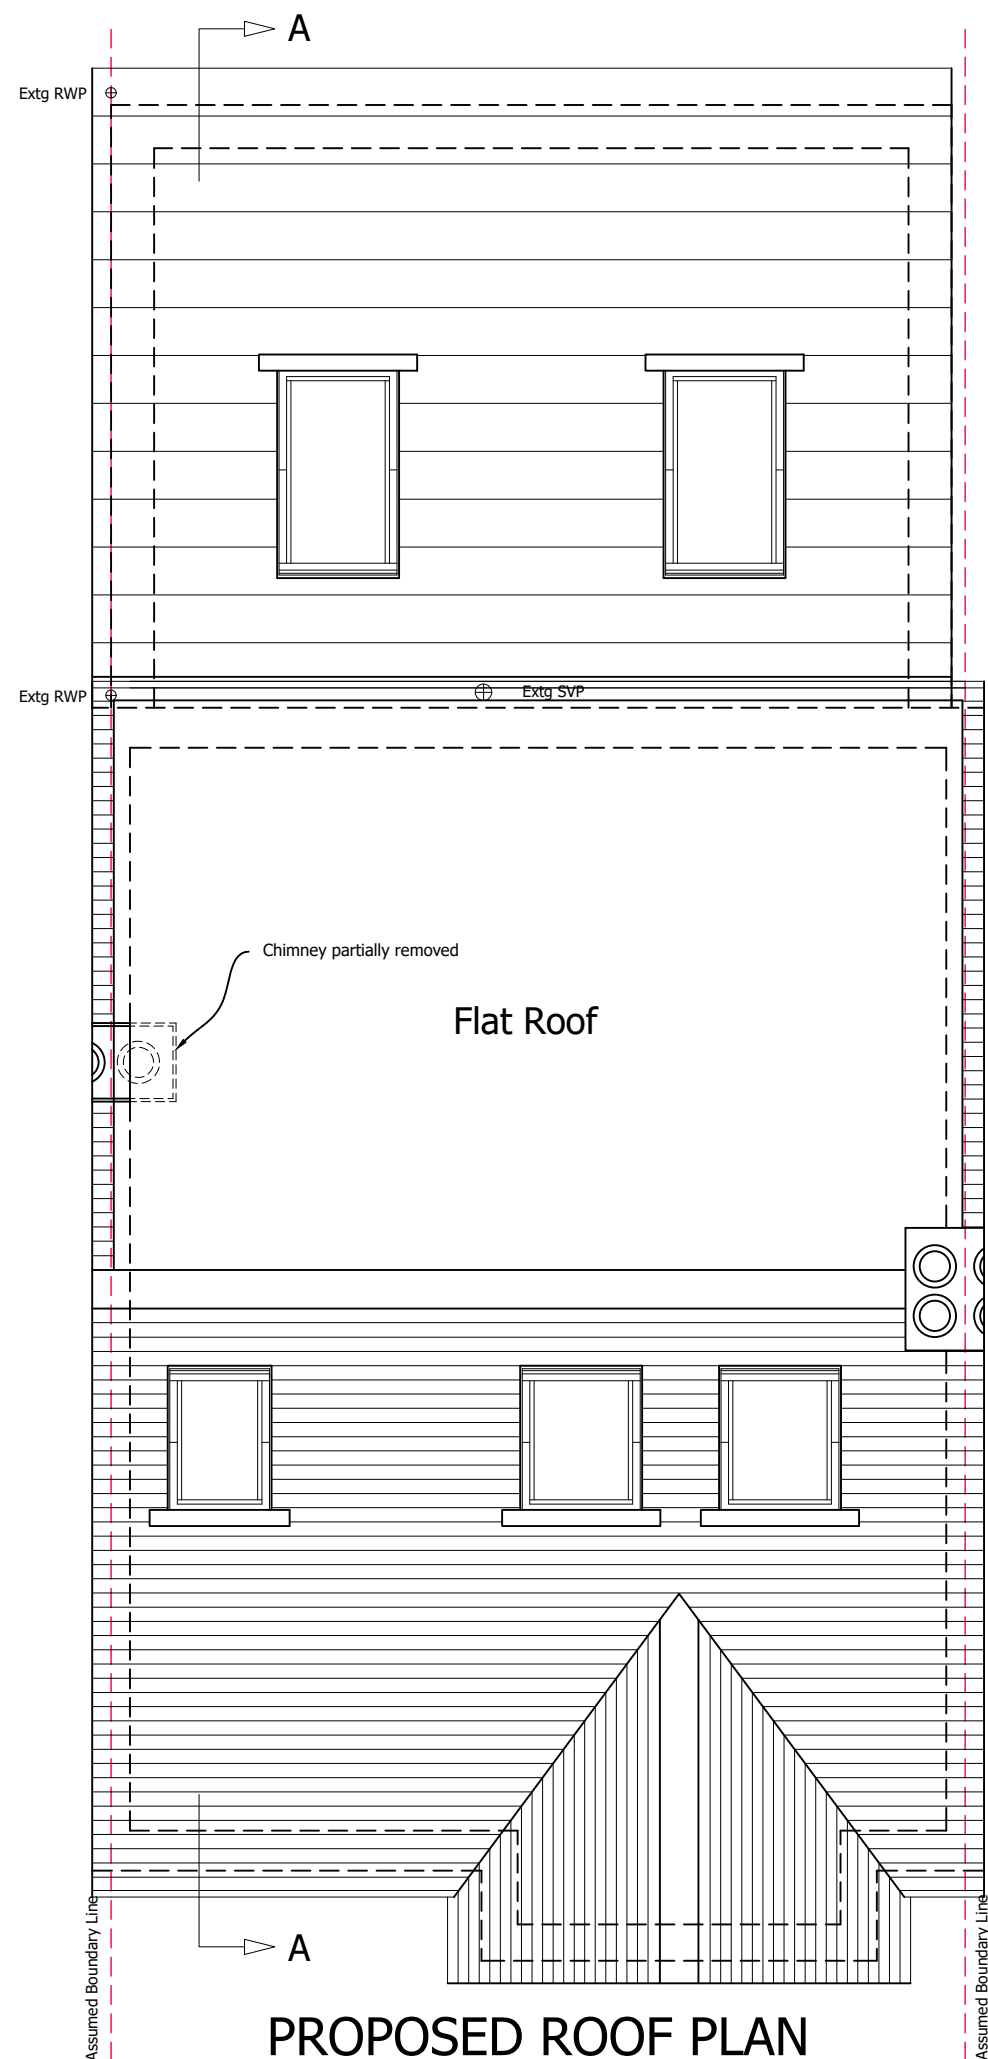 A
Extg RWP
Extg RWP
Extg SVP
Chimney partially removed
Flat Roof
A
Assumed Boundary Line
Assumed Boundary Line
PROPOSED ROOF PLAN